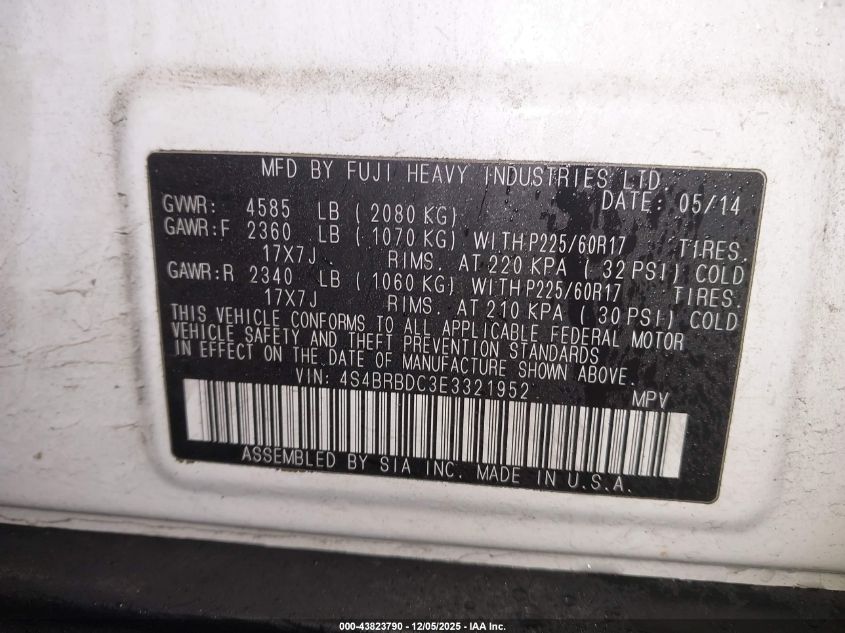 MFD BY FUJI HEAVY INDUSTRIES LTD
DATE: 05/14
GVWR: 4585 LB ( 2080 KG)
GAWR:F 2360 LB ( 1070 KG) WITH P225/60R17 TIRES.
17X7J RIMS. AT 220 KPA ( 32 PSI) COLD
GAWR:R 2340 LB ( 1060 KG) WITH P225/60R17 TIRES.
17X7J RIMS. AT 210 KPA ( 30 PSI) COLD
THIS VEHICLE CONFORMS TO ALL APPLICABLE FEDERAL MOTOR
VEHICLE SAFETY AND THEFT PREVENTION STANDARDS
IN EFFECT ON THE DATE OF MANUFACTURE SHOWN ABOVE.
VIN: 4S4BRBDC3E3321952 MPV
ASSEMBLED BY SIA INC. MADE IN U.S.A.
000-43823790 - 12/05/2025 - IAA Inc.